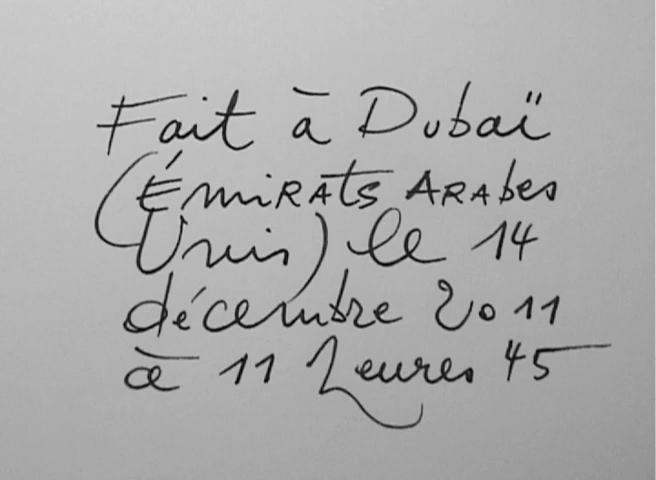 Fait à Dubaï
(Émirats Arabes
Unis) le 14
décembre 2011
à 11 heures 45